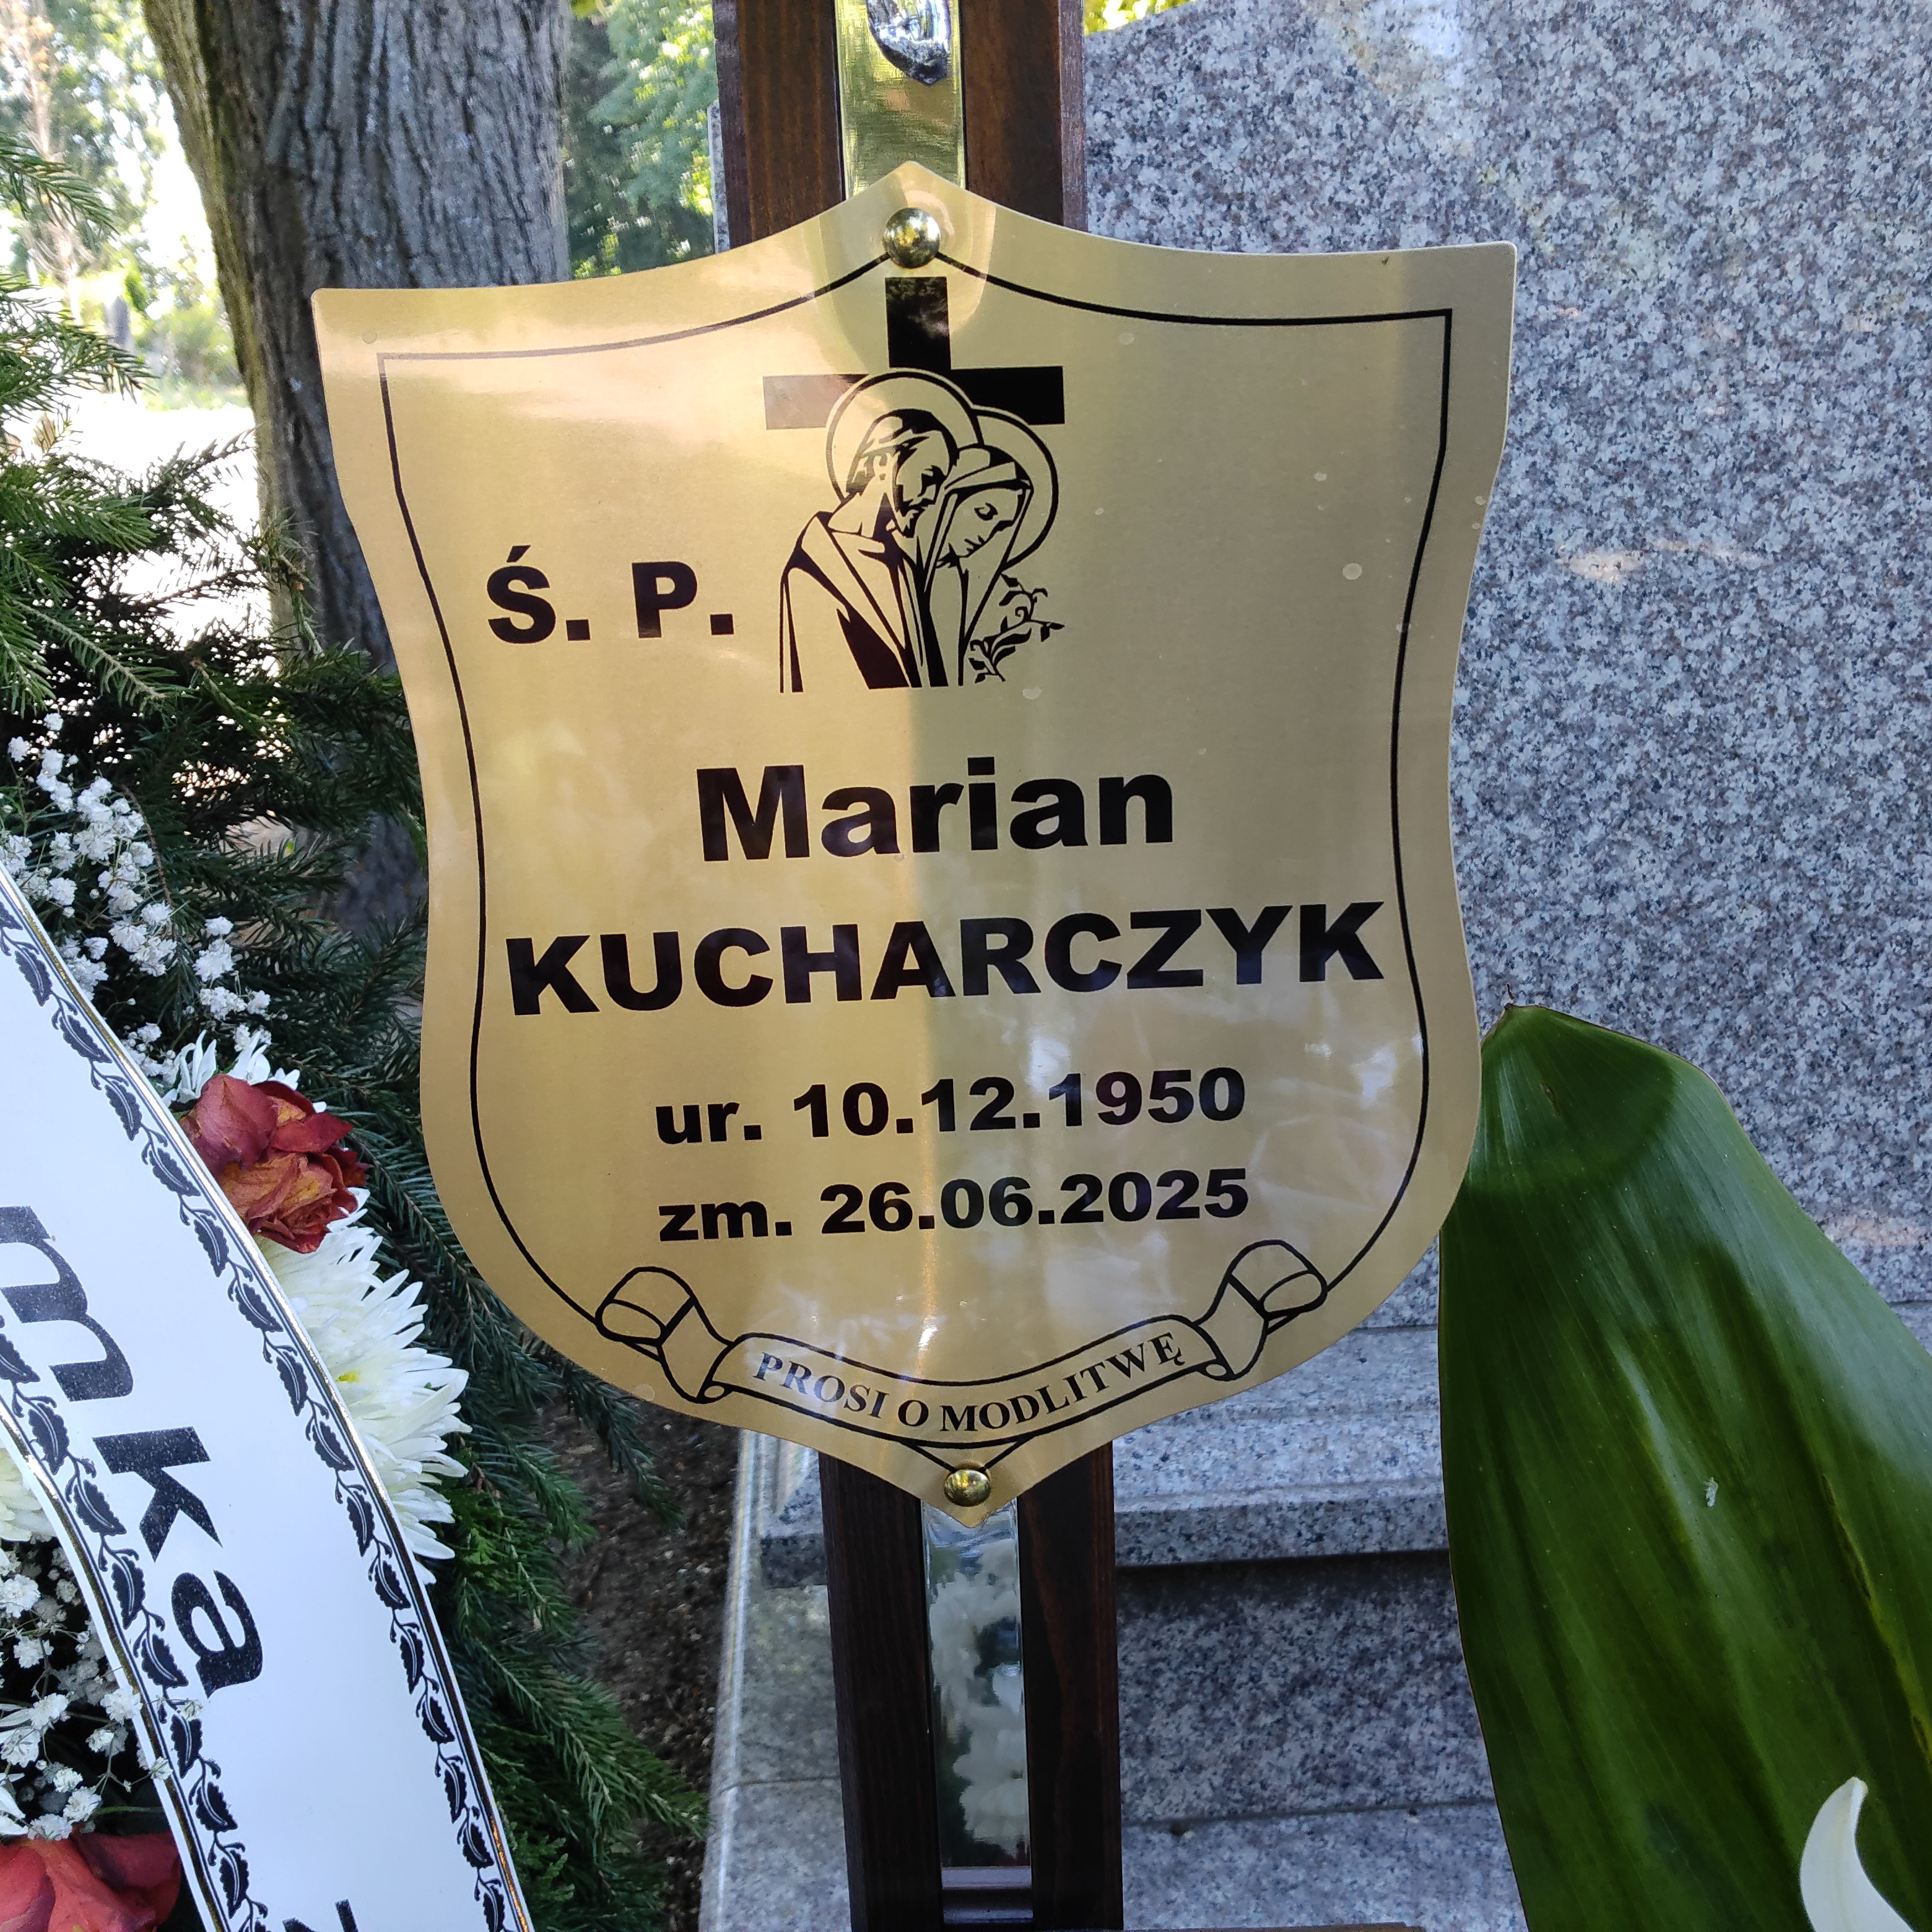 Ś. P.
Marian
KUCHARCZYK
ur. 10.12.1950
zm. 26.06.2025
PROSI O MODLITWĘ